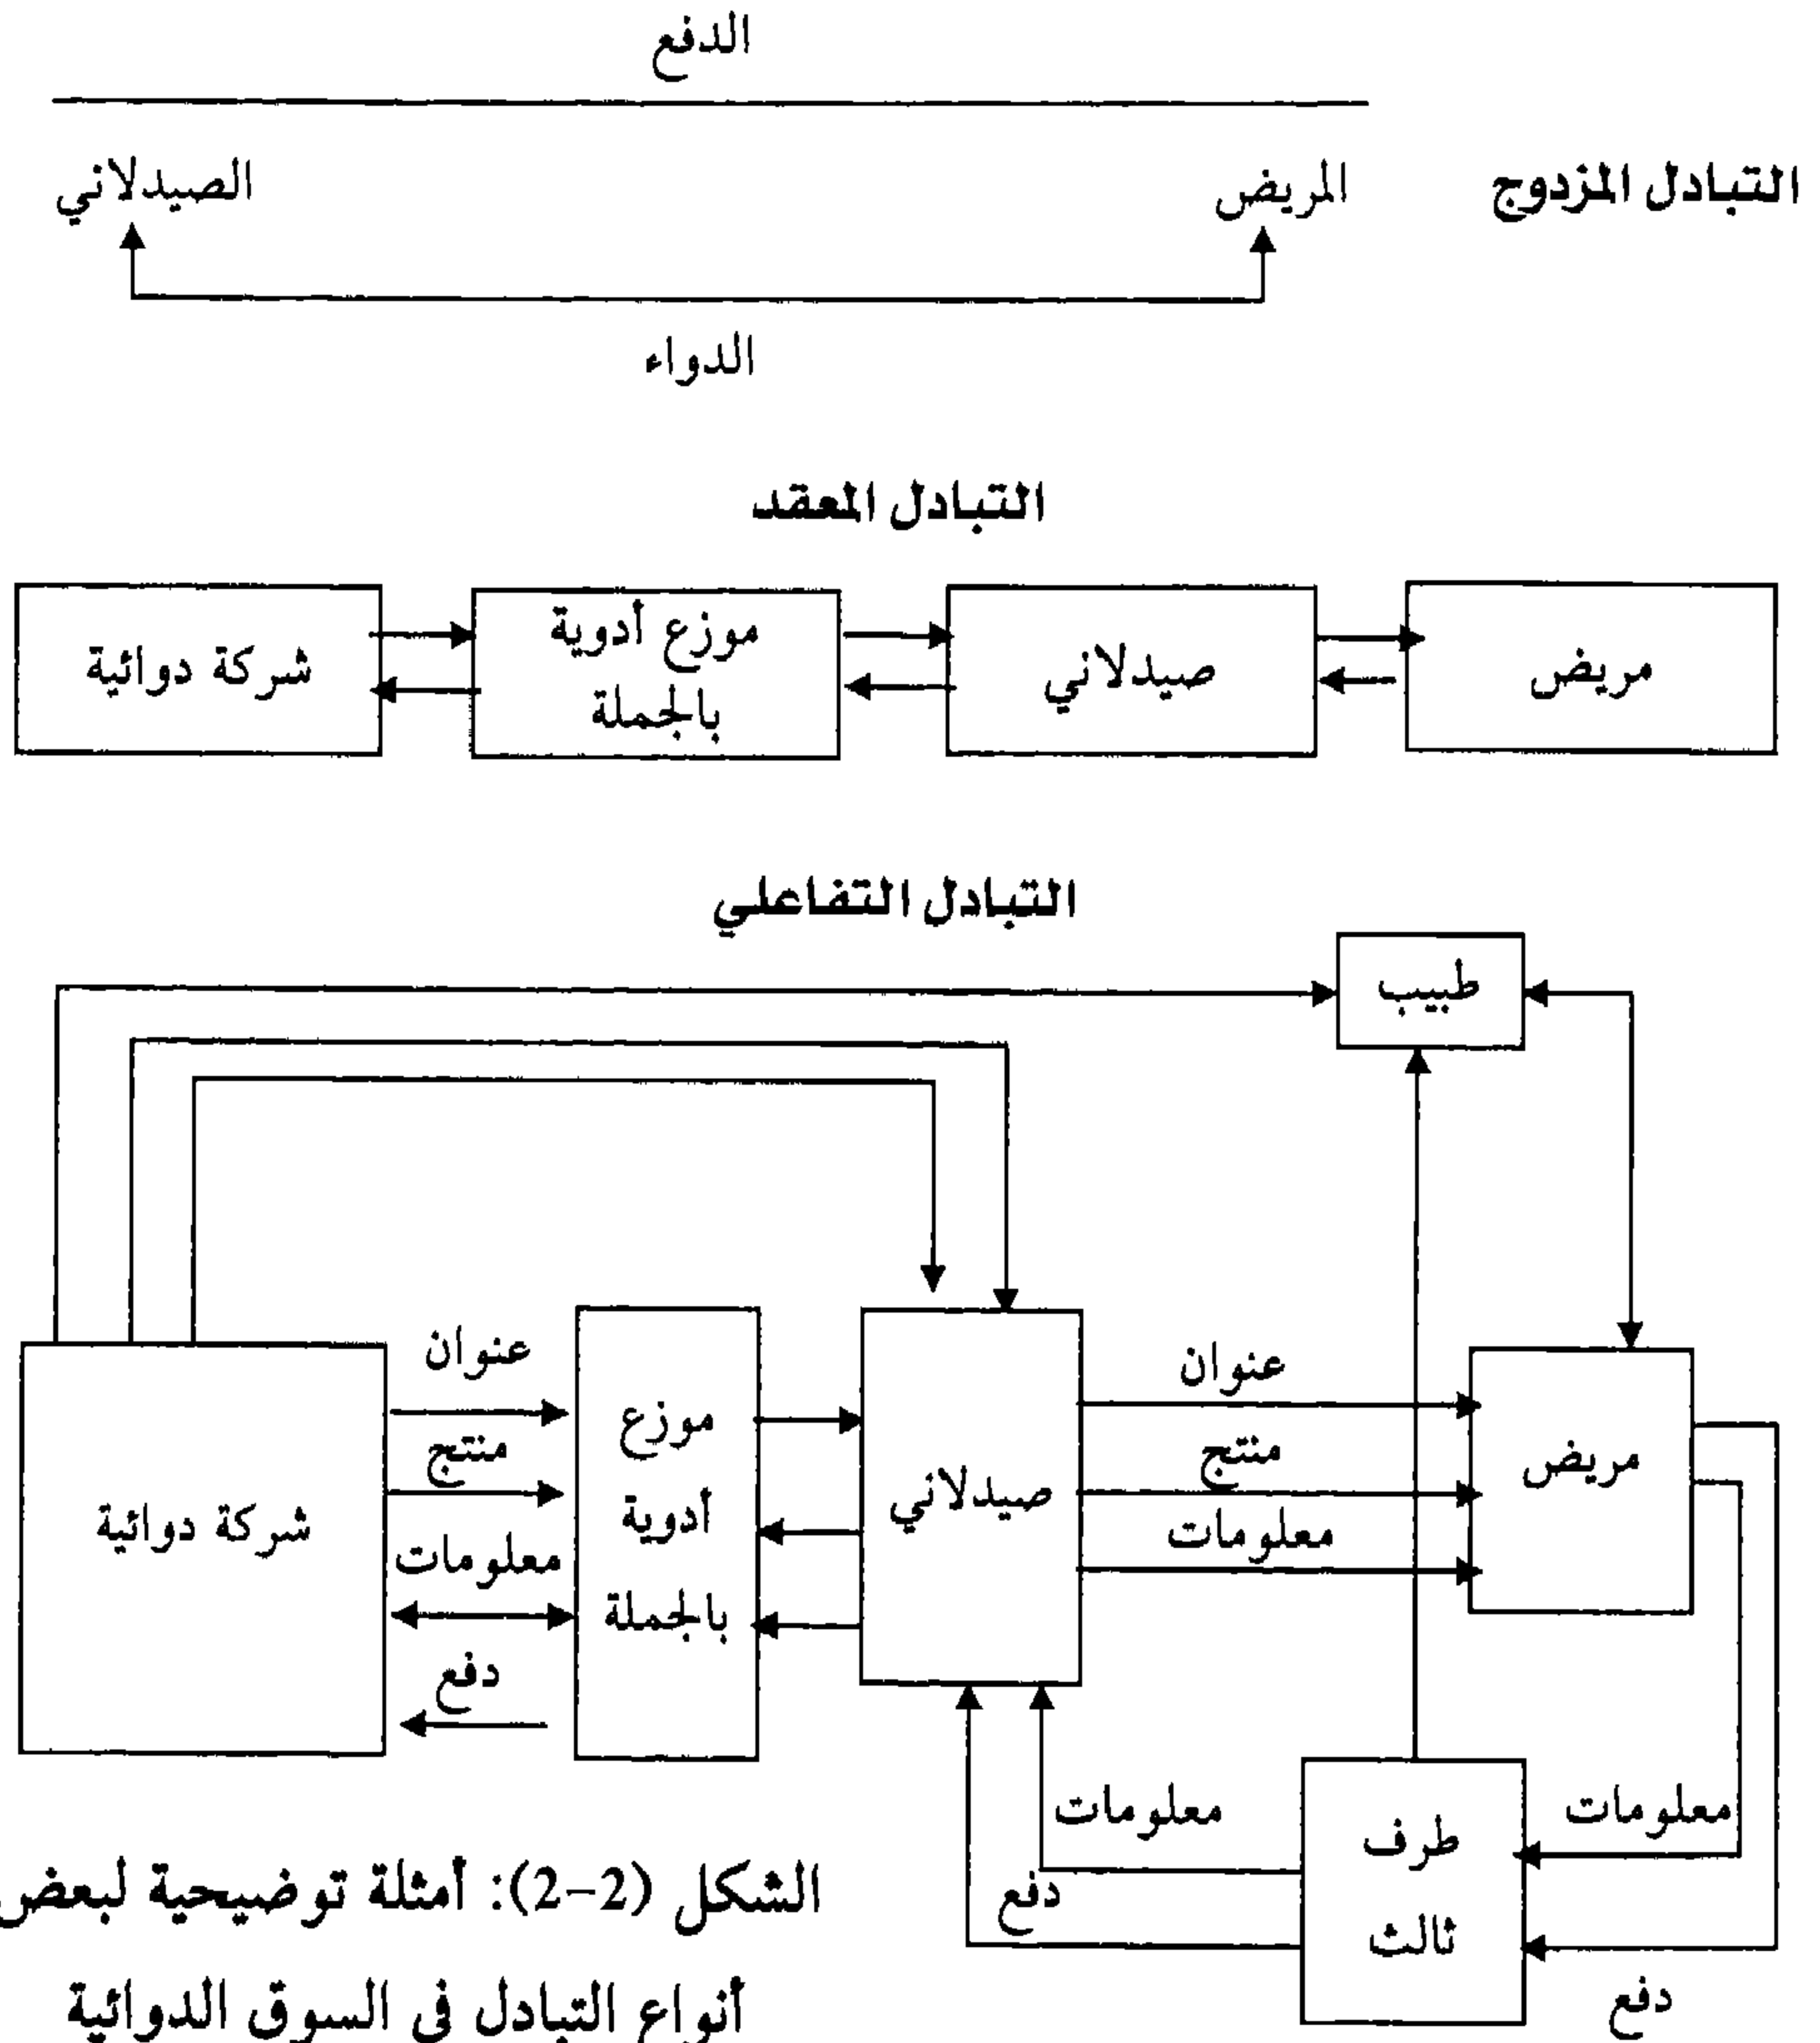 الدفع
التبادل المزدوج
المريض
الصيدلاني
الدواء
التبادل المعقد
مريض
صيدلاني
موزع أدوية
بالجملة
شركة دوائية
التبادل التفاعلي
طبيب
مريض
عنوان
منتج
معلومات
صيدلاني
موزع
أدوية
بالجملة
عنوان
منتج
معلومات
دفع
شركة دوائية
معلومات
دفع
طرف
ثالث
معلومات
دفع
الشكل (2-2): أمثلة توضيحية لبعض
أنواع التبادل في السوق الدوائية